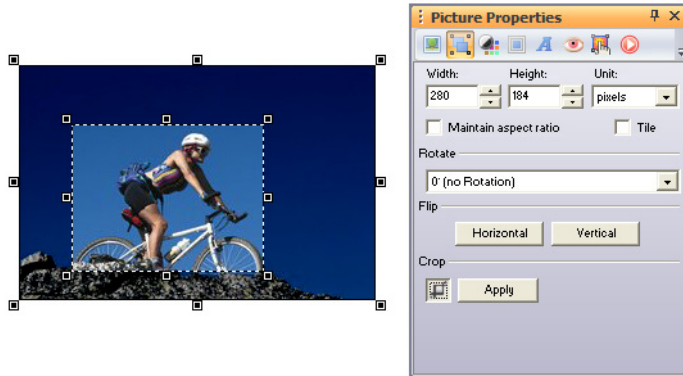 Picture Properties
Width: Height: Unit:
280 184 pixels
Maintain aspect ratio Tile
Rotate
0° (no Rotation)
Flip
Horizontal Vertical
Crop
Apply